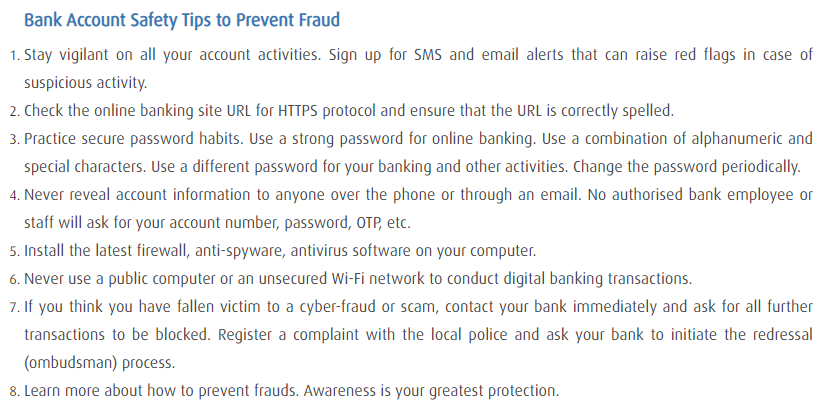 Bank Account Safety Tips to Prevent Fraud
1. Stay vigilant on all your account activities. Sign up for SMS and email alerts that can raise red flags in case of
suspicious activity.
2. Check the online banking site URL for HTTPS protocol and ensure that the URL is correctly spelled.
3. Practice secure password habits. Use a strong password for online banking. Use a combination of alphanumeric and
special characters. Use a different password for your banking and other activities. Change the password periodically.
4. Never reveal account information to anyone over the phone or through an email. No authorised bank employee or
staff will ask for your account number, password, OTP, etc.
5. Install the latest firewall, anti-spyware, antivirus software on your computer.
6. Never use a public computer or an unsecured Wi-Fi network to conduct digital banking transactions.
7. If you think you have fallen victim to a cyber-fraud or scam, contact your bank immediately and ask for all further
transactions to be blocked. Register a complaint with the local police and ask your bank to initiate the redressal
(ombudsman) process.
8. Learn more about how to prevent frauds. Awareness is your greatest protection.